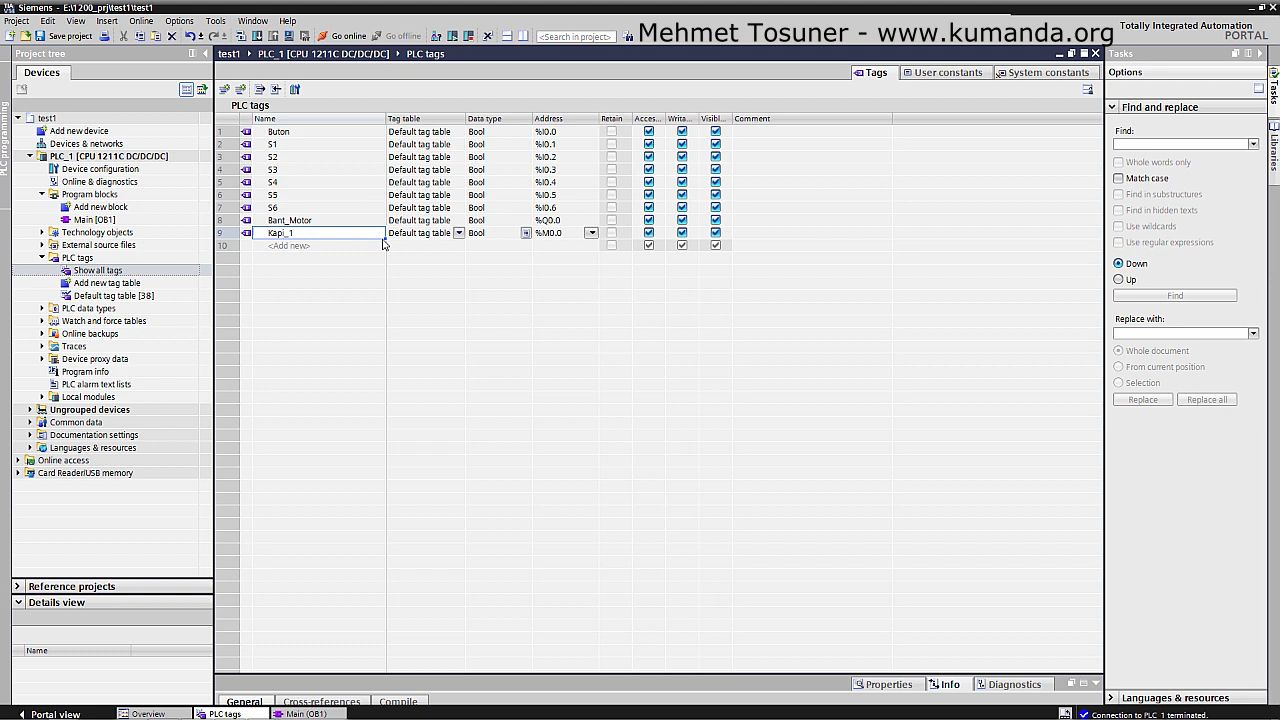 Siemens - E:\1200_prj\test1\test1
Mehmet Tosuner - www.kumanda.org
Project Edit View Insert Online Options Tools Window Help
Totally Integrated Automation
PORTAL
Save project
Go online
Go offline
<Search in project>
Project tree
test1 PLC_1 [CPU 1211C DC/DC/DC] PLC tags
Tasks
Devices
Tags
User constants
System constants
Options
PLC programming
PLC tags
Name Tag table Data type Address Retain Acces... Writa... Visibl... Comment
1 Buton Default tag table Bool %I0.0
2 S1 Default tag table Bool %I0.1
3 S2 Default tag table Bool %I0.2
4 S3 Default tag table Bool %I0.3
5 S4 Default tag table Bool %I0.4
6 S5 Default tag table Bool %I0.5
7 S6 Default tag table Bool %I0.6
8 Bant_Motor Default tag table Bool %Q0.0
9 Kapi_1 Default tag table Bool %M0.0
10 <Add new>
test1
Add new device
Devices & networks
PLC_1 [CPU 1211C DC/DC/DC]
Device configuration
Online & diagnostics
Program blocks
Add new block
Main [OB1]
Technology objects
External source files
PLC tags
Show all tags
Add new tag table
Default tag table [38]
PLC data types
Watch and force tables
Online backups
Traces
Device proxy data
Program info
PLC alarm text lists
Local modules
Ungrouped devices
Common data
Documentation settings
Languages & resources
Online access
Card Reader/USB memory
Reference projects
Details view
Name
Find and replace
Find:
Whole words only
Match case
Find in substructures
Find in hidden texts
Use wildcards
Use regular expressions
Down
Up
Find
Replace with:
Whole document
From current position
Selection
Replace
Replace all
Languages & resources
Tasks
Libraries
Properties
Info
Diagnostics
General
Cross-references
Compile
Portal view
Overview
PLC tags
Main (OB1)
Connection to PLC_1 terminated.